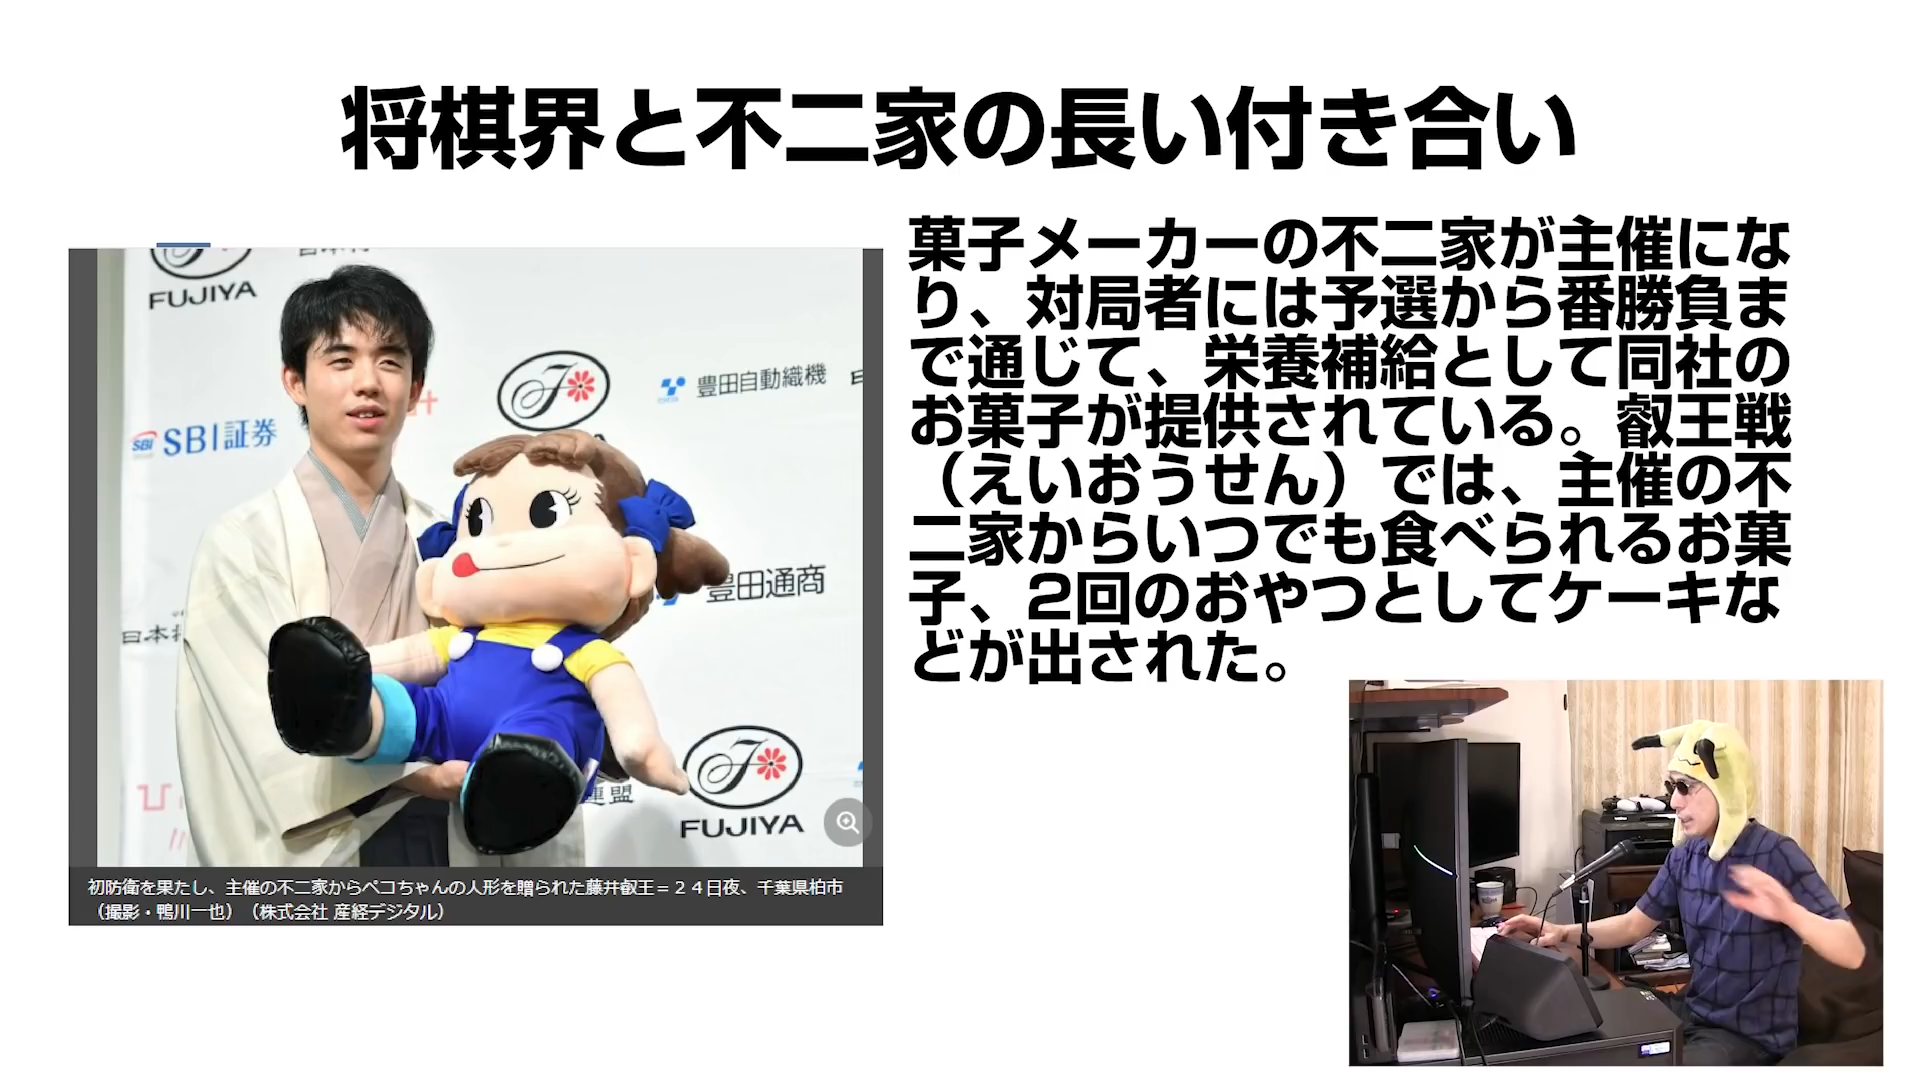 将棋界と不二家の長い付き合い
菓子メーカーの不二家が主催にな
り、対局者には予選から番勝負ま
で通じて、栄養補給として同社の
お菓子が提供されている。叡王戦
（えいおうせん）では、主催の不
二家からいつでも食べられるお菓
子、2回のおやつとしてケーキな
どが出された。
FUJIYA
豊田自動織機
SBI SBI証券
豊田通商
日本将
連盟
FUJIYA
初防衛を果たし、主催の不二家からペコちゃんの人形を贈られた藤井叡王＝２４日夜、千葉県柏市
（撮影・鴨川一也）（株式会社 産経デジタル）